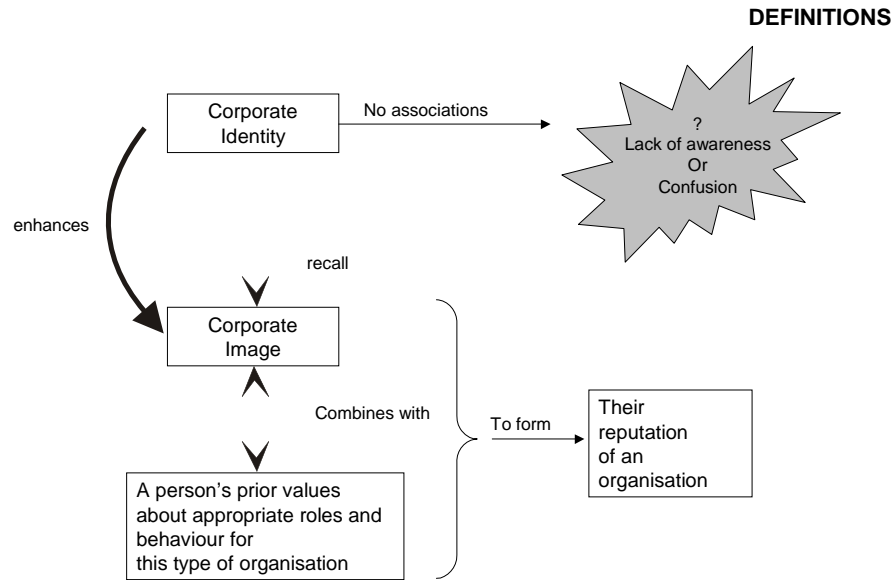 DEFINITIONS
Corporate
Identity
No associations
?
Lack of awareness
Or
Confusion
enhances
recall
Corporate
Image
Combines with
To form
Their
reputation
of an
organisation
A person's prior values
about appropriate roles and
behaviour for
this type of organisation